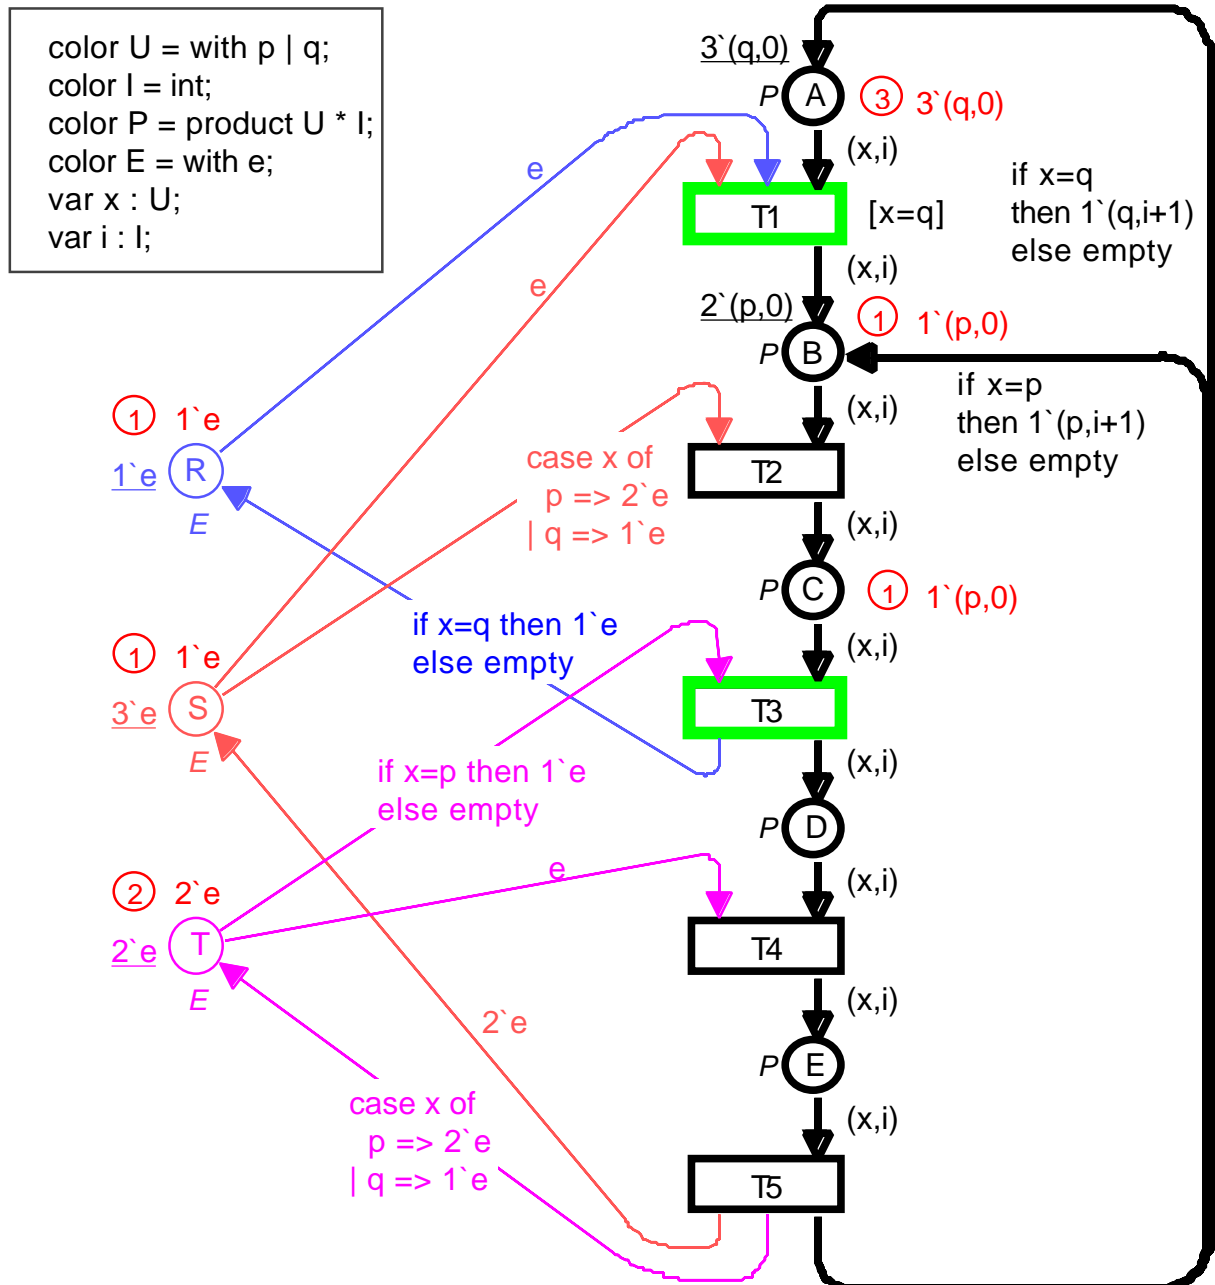 color U = with p | q;
color I = int;
color P = product U * I;
color E = with e;
var x : U;
var i : I;
3`(q,0)
P
A
3
3`(q,0)
(x,i)
e
T1
[x=q]
if x=q
then 1`(q,i+1)
else empty
(x,i)
e
2`(p,0)
P
B
1
1`(p,0)
if x=p
then 1`(p,i+1)
else empty
(x,i)
1
1`e
1`e
R
E
case x of
p => 2`e
| q => 1`e
T2
(x,i)
P
C
1
1`(p,0)
if x=q then 1`e
else empty
(x,i)
1
1`e
3`e
S
E
T3
(x,i)
if x=p then 1`e
else empty
P
D
e
(x,i)
2
2`e
2`e
T
E
T4
(x,i)
2`e
P
E
case x of
p => 2`e
| q => 1`e
(x,i)
T5